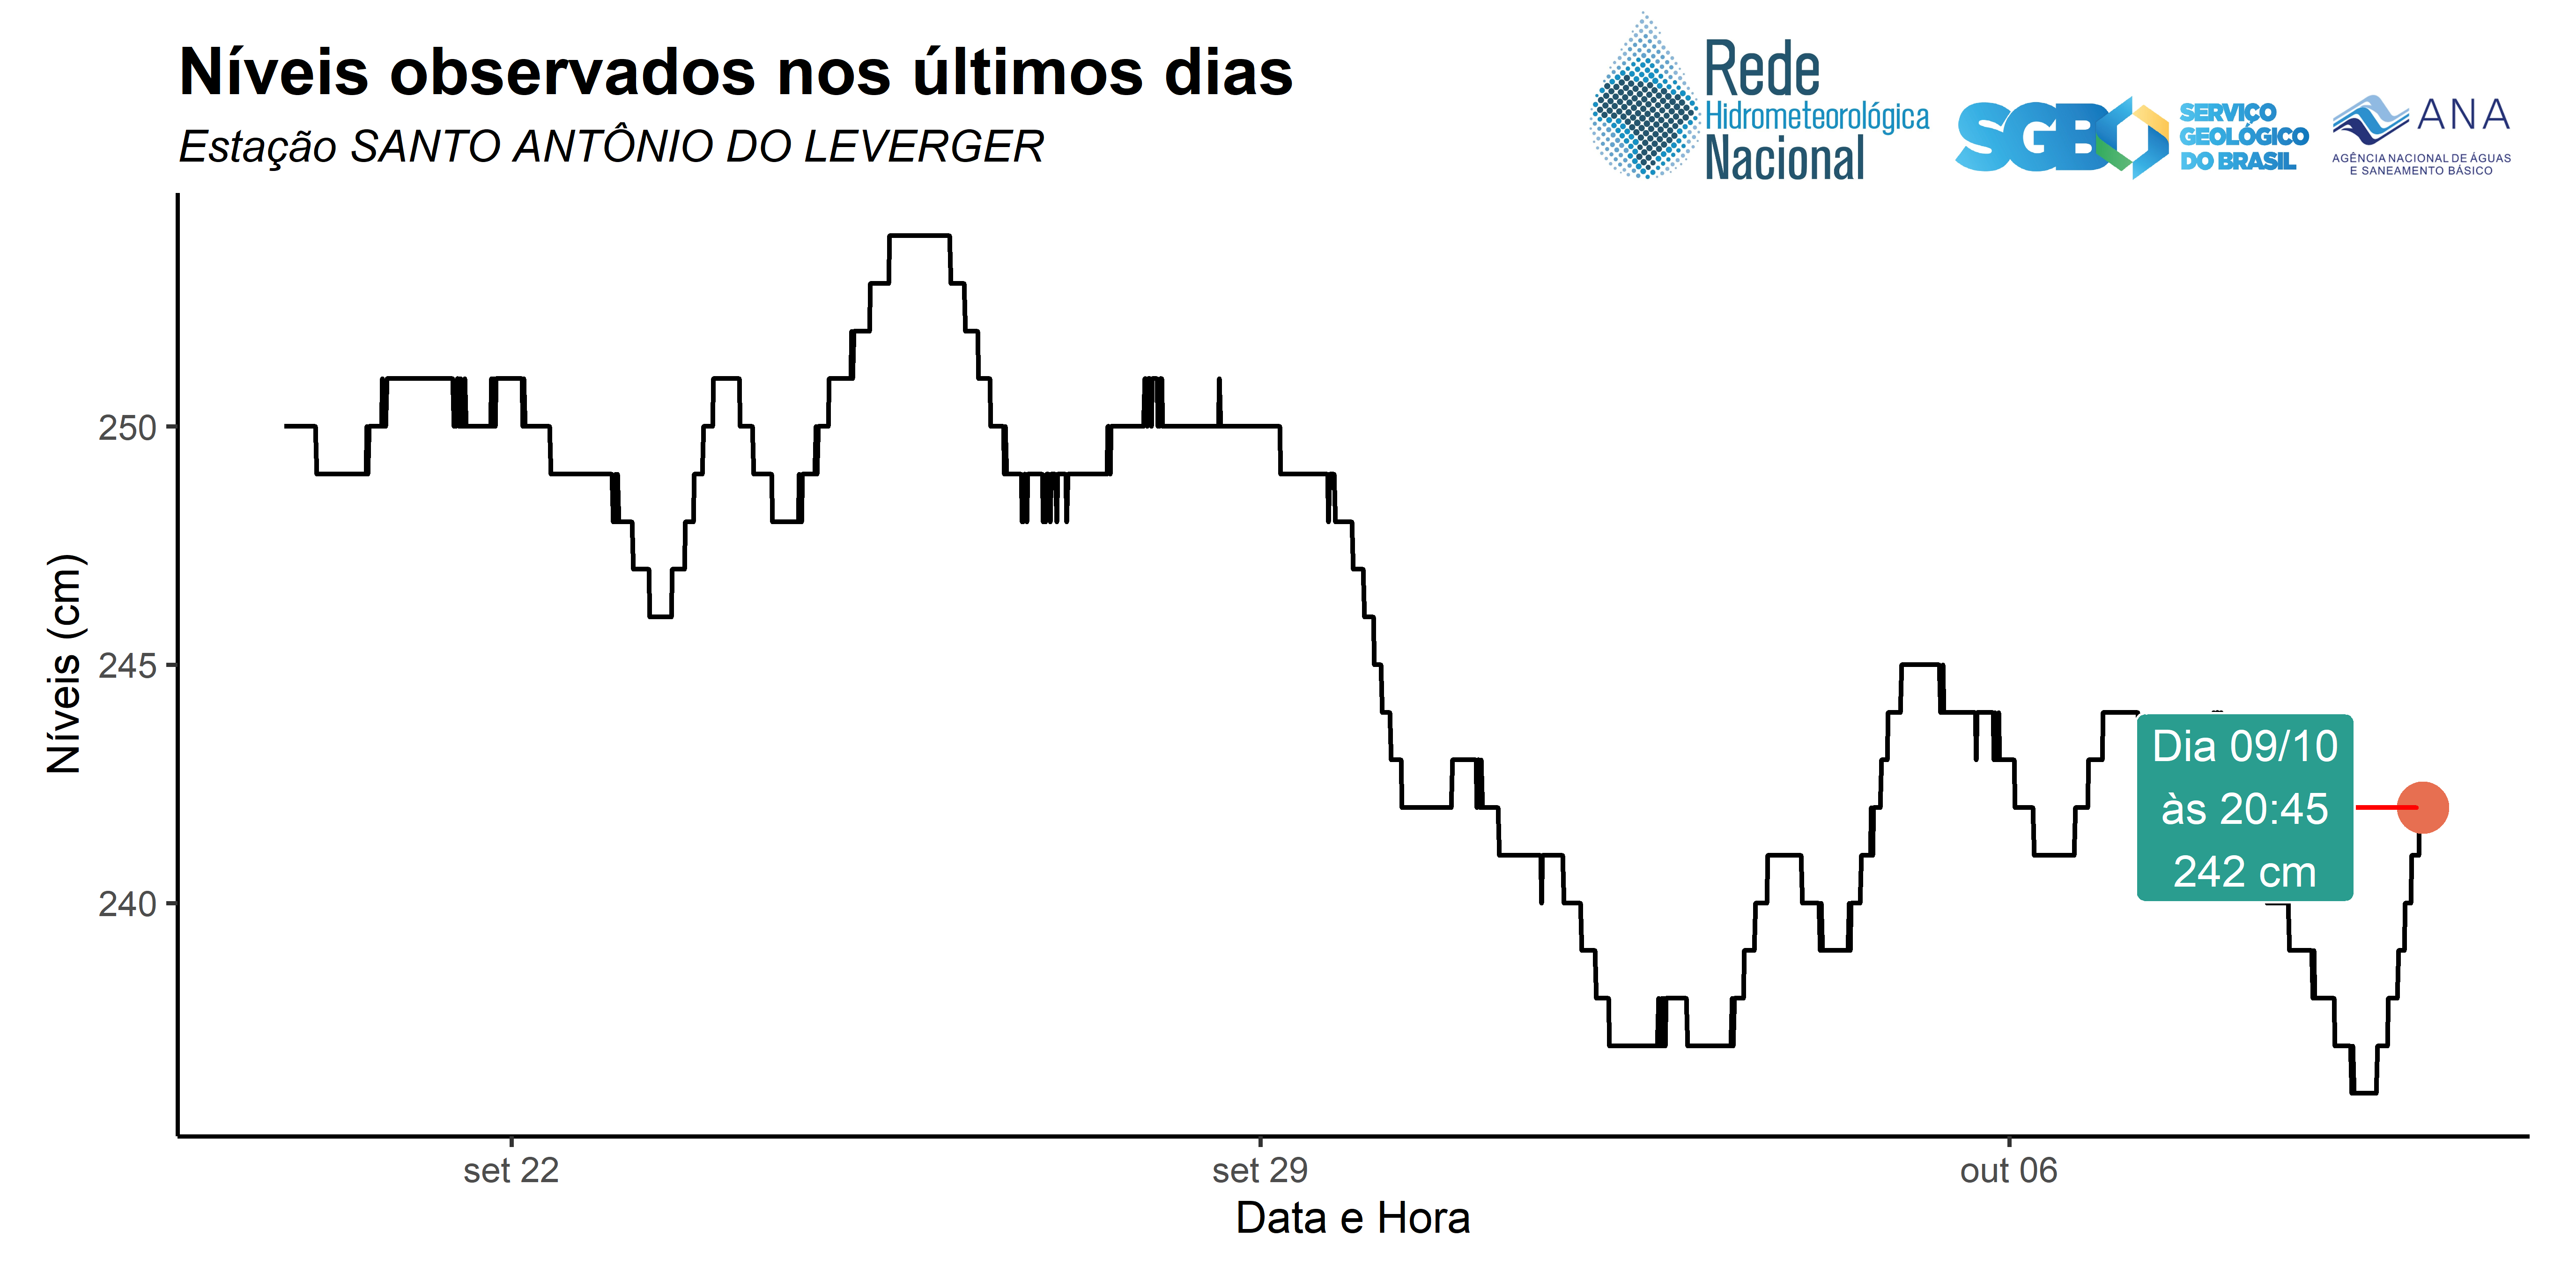 Níveis observados nos últimos dias
Estação SANTO ANTÔNIO DO LEVERGER
Rede
Hidrometeorológica
Nacional
SGB
SERVIÇO
GEOLÓGICO
DO BRASIL
ANA
AGÊNCIA NACIONAL DE ÁGUAS
E SANEAMENTO BÁSICO
Níveis (cm)
250
245
240
Dia 09/10
às 20:45
242 cm
set 22
set 29
out 06
Data e Hora